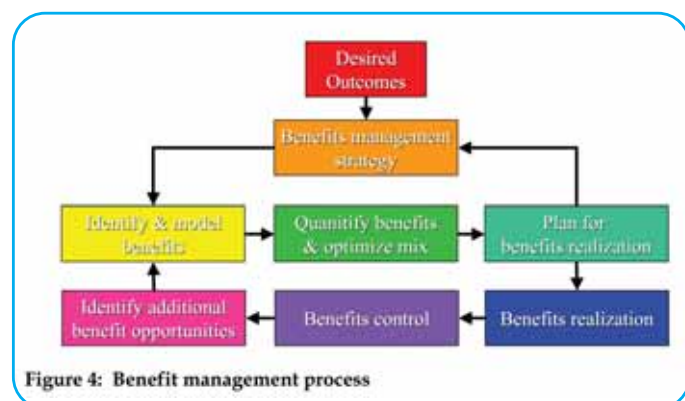 Desired
Outcomes
Benefits management
strategy
Identify & model
benefits
Quanitify benefits
& optimize mix
Plan for
benefits realization
Identify additional
benefit opportunities
Benefits control
Benefits realization
Figure 4: Benefit management process